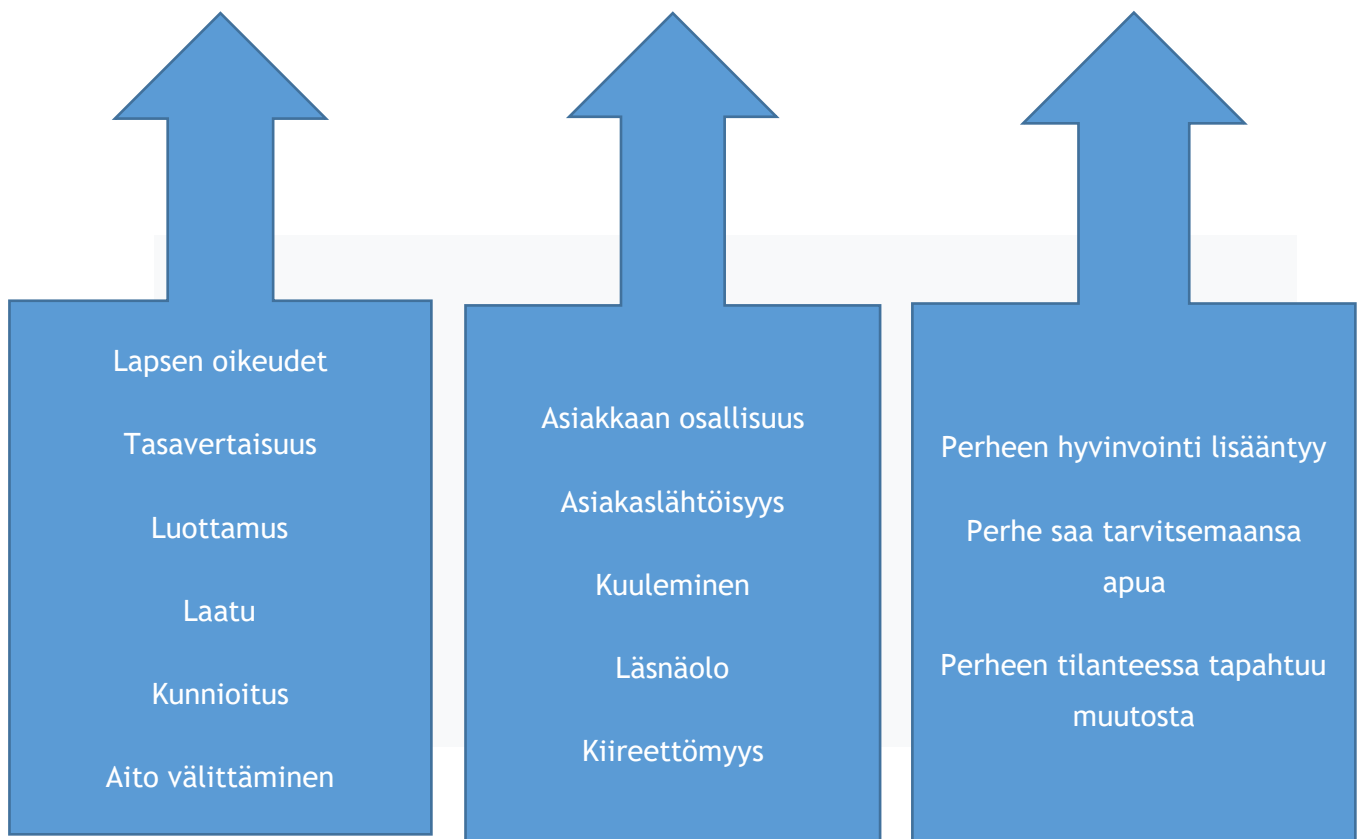 Lapsen oikeudet
Tasavertaisuus
Luottamus
Laatu
Kunnioitus
Aito välittäminen
Asiakkaan osallisuus
Asiakaslähtöisyys
Kuuleminen
Läsnäolo
Kiireettömyys
Perheen hyvinvointi lisääntyy
Perhe saa tarvitsemaansa
apua
Perheen tilanteessa tapahtuu
muutosta